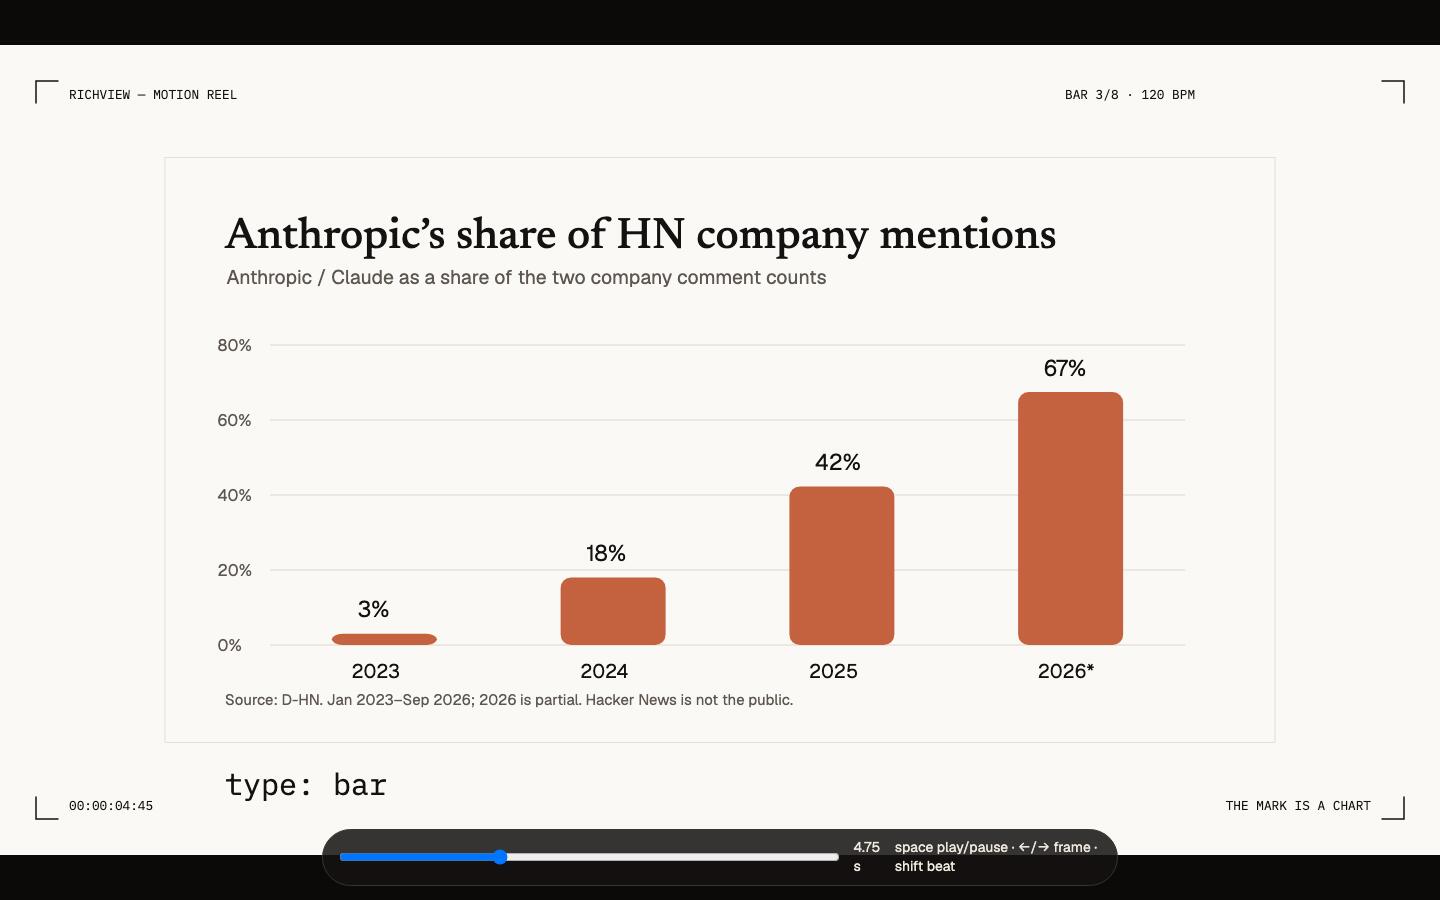 RICHVIEW — MOTION REEL
BAR 3/8 · 120 BPM
Anthropic’s share of HN company mentions
Anthropic / Claude as a share of the two company comment counts
80%
60%
40%
20%
0%
3%
18%
42%
67%
2023
2024
2025
2026*
Source: D-HN. Jan 2023–Sep 2026; 2026 is partial. Hacker News is not the public.
type: bar
00:00:04:45
THE MARK IS A CHART
4.75
s
space play/pause · ←/→ frame ·
shift beat